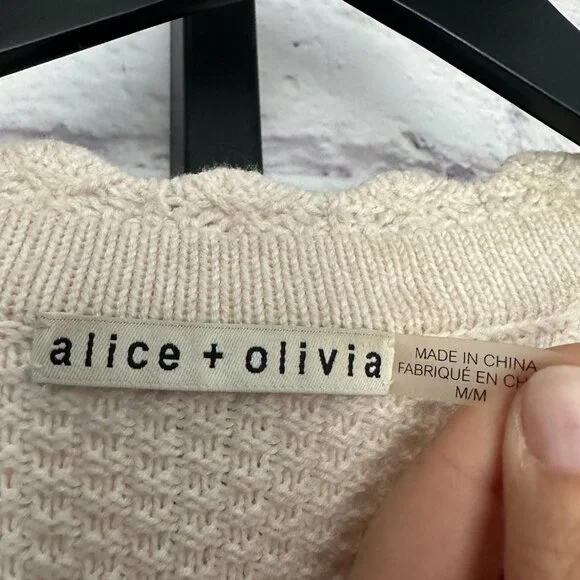 alice + olivia
MADE IN CHINA
FABRIQUÉ EN
M/M